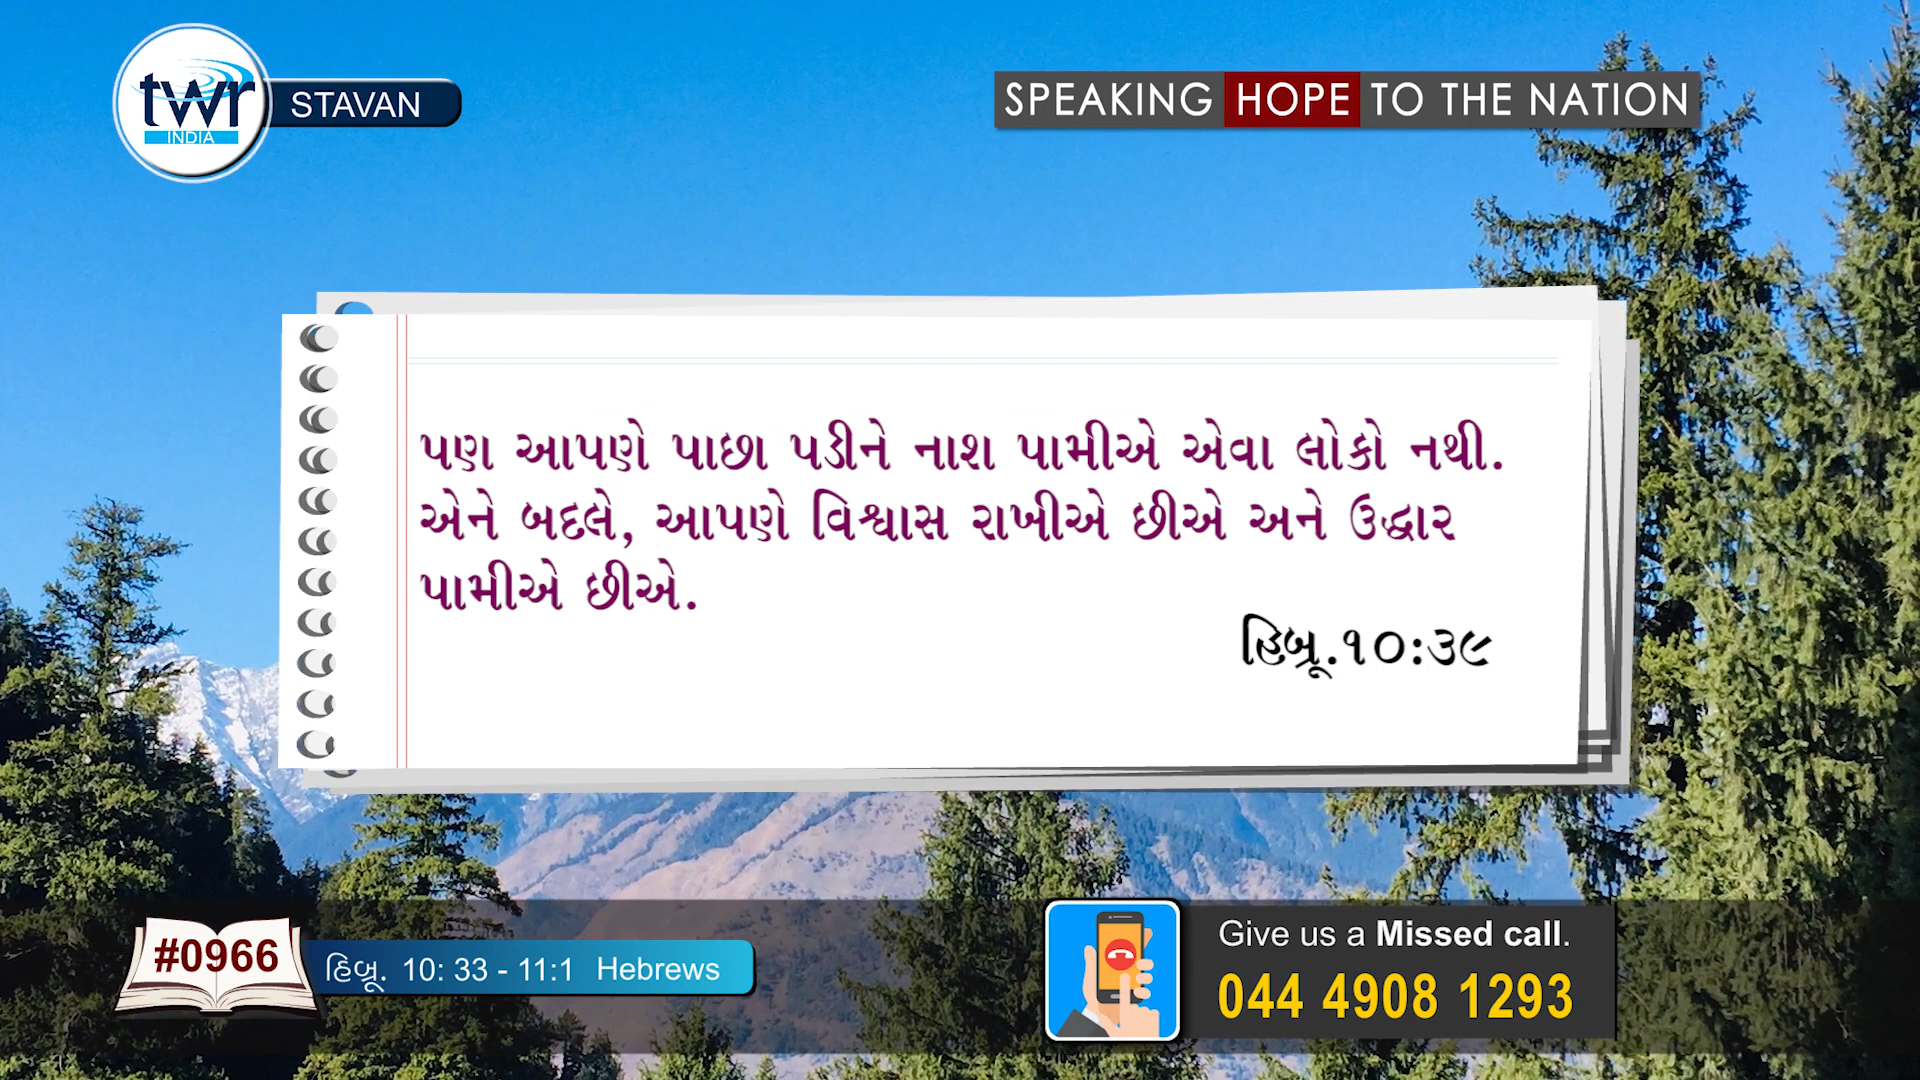 twr
INDIA
STAVAN
SPEAKING HOPE TO THE NATION
પણ આપણે પાછા પડીને નાશ પામીએ એવા લોકો નથી.
એને બદલે, આપણે વિશ્વાસ રાખીએ છીએ અને ઉદ્ધાર
પામીએ છીએ.
હિબ્રૂ.૧૦:૩૯
#0966
હિબ્રૂ. 10: 33 - 11:1 Hebrews
Give us a Missed call.
044 4908 1293